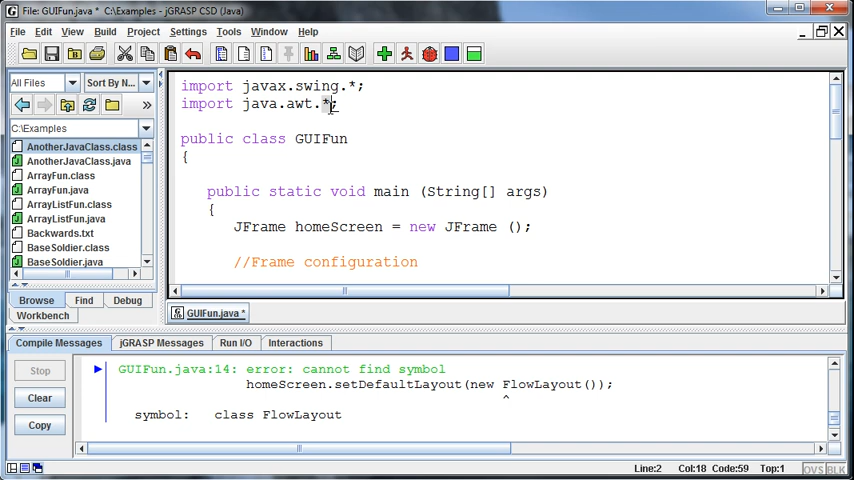 File: GUIFun.java * C:\Examples - jGRASP CSD (Java)
File Edit View Build Project Settings Tools Window Help
All Files Sort By N...
C:\Examples
AnotherJavaClass.class
AnotherJavaClass.java
ArrayFun.class
ArrayFun.java
ArrayListFun.class
ArrayListFun.java
Backwards.txt
BaseSoldier.class
BaseSoldier.java
Browse Find Debug
Workbench
import javax.swing.*;
import java.awt.*;
public class GUIFun
{
public static void main (String[] args)
{
JFrame homeScreen = new JFrame ();
//Frame configuration
GUIFun.java *
Compile Messages jGRASP Messages Run I/O Interactions
Stop
Clear
Copy
GUIFun.java:14: error: cannot find symbol
homeScreen.setDefaultLayout(new FlowLayout());
^
symbol: class FlowLayout
Line:2 Col:18 Code:59 Top:1 OVS BLK